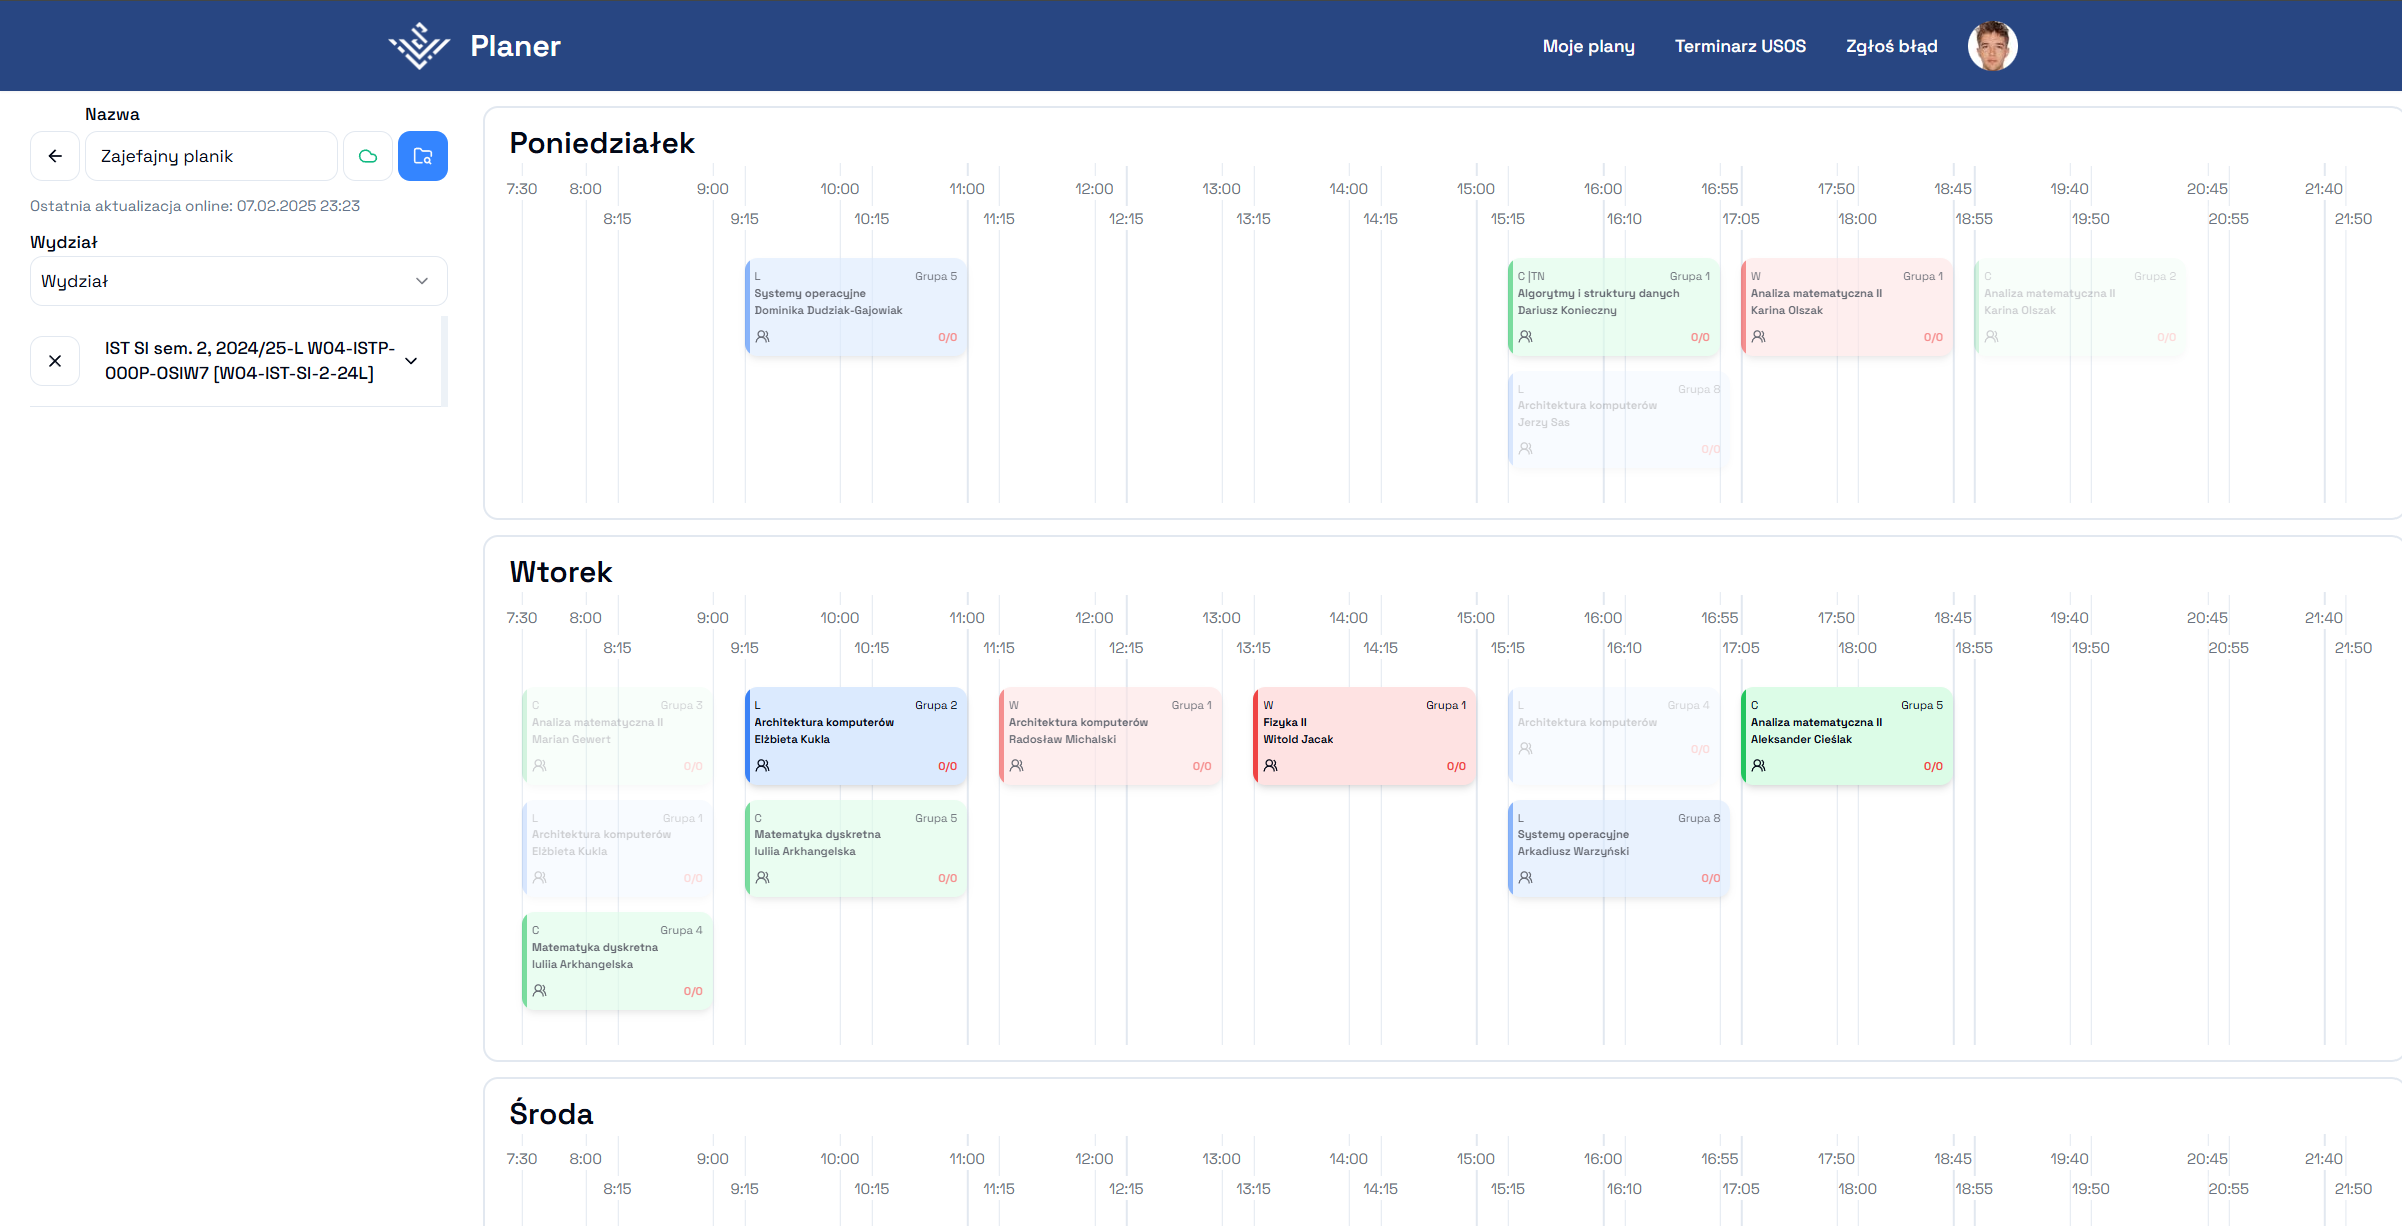 Planer
Moje plany
Terminarz USOS
Zgłoś błąd
Nazwa
Zajefajny planik
Ostatnia aktualizacja online: 07.02.2025 23:23
Wydział
Wydział
IST SI sem. 2, 2024/25-L W04-ISTP-
000P-OSIW7 [W04-IST-SI-2-24L]
Poniedziałek
7:30 8:00 9:00 10:00 11:00 12:00 13:00 14:00 15:00 16:00 16:55 17:50 18:45 19:40 20:45 21:40
8:15 9:15 10:15 11:15 12:15 13:15 14:15 15:15 16:10 17:05 18:00 18:55 19:50 20:55 21:50
L Grupa 5
Systemy operacyjne
Dominika Dudziak-Gajowiak
0/0
C |TN Grupa 1
Algorytmy i struktury danych
Dariusz Konieczny
0/0
W Grupa 1
Analiza matematyczna II
Karina Olszak
0/0
C Grupa 2
Analiza matematyczna II
Karina Olszak
0/0
L Grupa 8
Architektura komputerów
Jerzy Sas
0/0
Wtorek
7:30 8:00 9:00 10:00 11:00 12:00 13:00 14:00 15:00 16:00 16:55 17:50 18:45 19:40 20:45 21:40
8:15 9:15 10:15 11:15 12:15 13:15 14:15 15:15 16:10 17:05 18:00 18:55 19:50 20:55 21:50
C Grupa 3
Analiza matematyczna II
Marian Gewert
0/0
L Grupa 2
Architektura komputerów
Elżbieta Kukla
0/0
W Grupa 1
Architektura komputerów
Radosław Michalski
0/0
W Grupa 1
Fizyka II
Witold Jacak
0/0
L Grupa 4
Architektura komputerów
0/0
C Grupa 5
Analiza matematyczna II
Aleksander Cieślak
0/0
L Grupa 1
Architektura komputerów
Elżbieta Kukla
0/0
C Grupa 5
Matematyka dyskretna
Iuliia Arkhangelska
0/0
L Grupa 8
Systemy operacyjne
Arkadiusz Warzyński
0/0
C Grupa 4
Matematyka dyskretna
Iuliia Arkhangelska
0/0
Środa
7:30 8:00 9:00 10:00 11:00 12:00 13:00 14:00 15:00 16:00 16:55 17:50 18:45 19:40 20:45 21:40
8:15 9:15 10:15 11:15 12:15 13:15 14:15 15:15 16:10 17:05 18:00 18:55 19:50 20:55 21:50